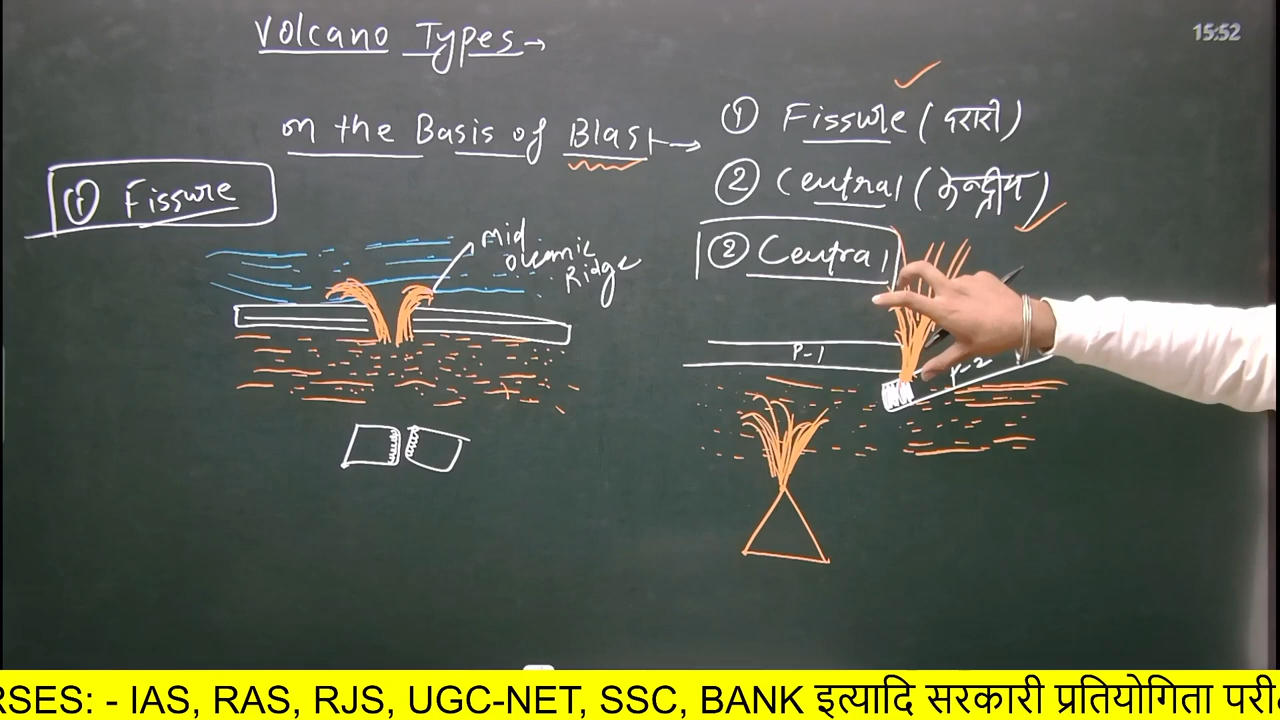 Volcano Types→
15:52
on the Basis of Blast→
① Fissure (दरारी)
② Central (केन्द्रीय)
① Fissure
Mid
Oceanic
Ridge
② Central
P-1
P-2
RSES: - IAS, RAS, RJS, UGC-NET, SSC, BANK इत्यादि सरकारी प्रतियोगिता परी